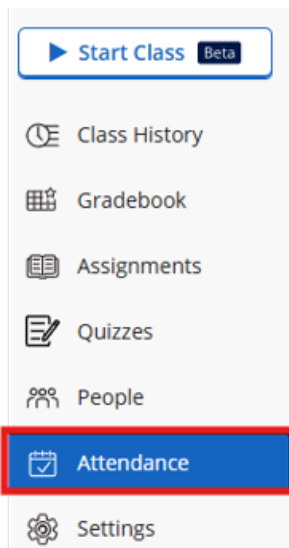 Start Class Beta
Class History
Gradebook
Assignments
Quizzes
People
Attendance
Settings